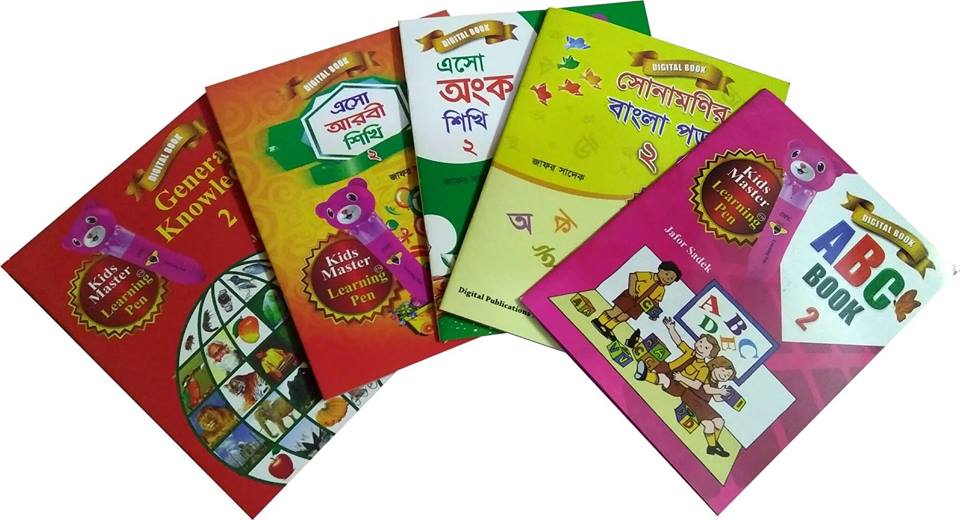 DIGITAL BOOK
General
Knowle
2
Kids
Master
Learning
Pen
DIGITAL BOOK
এসো
আরবী
শিখি
২
জাফর
Kids
Master
Learning
Pen
DIGITAL BOOK
এসো
অংক
শিখি
২
জাফর
DIGITAL BOOK
সোনামণির
বাংলা পড়
২
জাফর সাদেক
অ
ক
Digital Publications
Kids
Master
Learning
Pen
Jafor Sadek
DIGITAL BOOK
ABC
BOOK
2
A B C
D E C